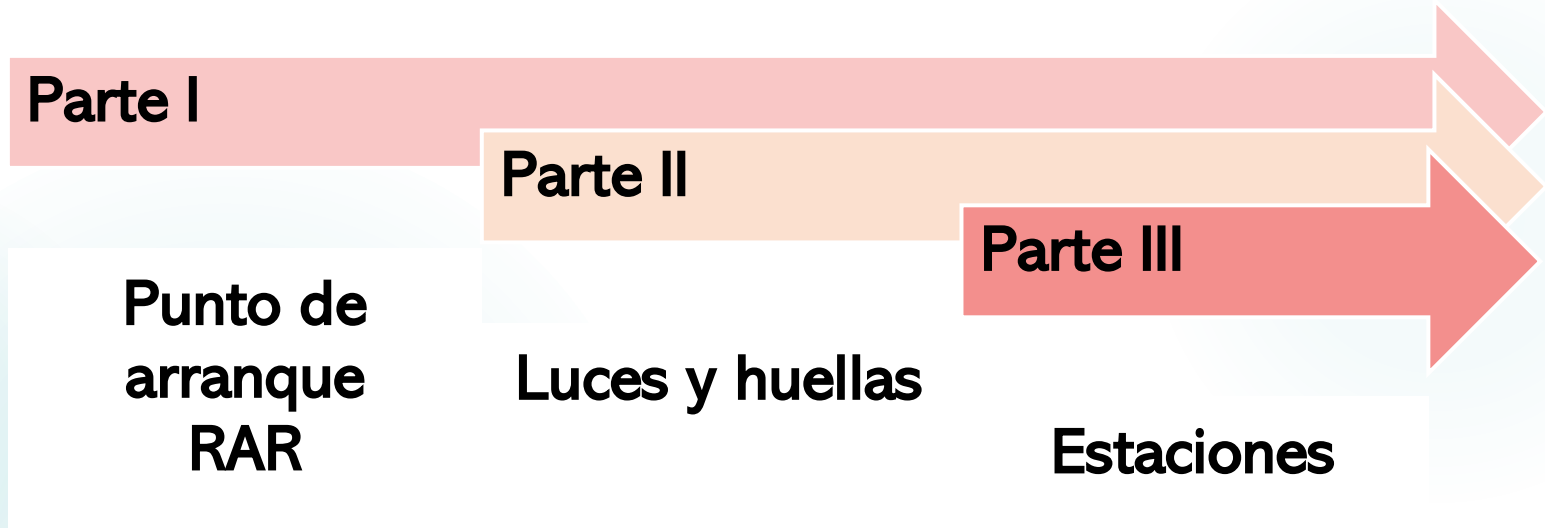 Parte I
Parte II
Parte III
Punto de
arranque
RAR
Luces y huellas
Estaciones